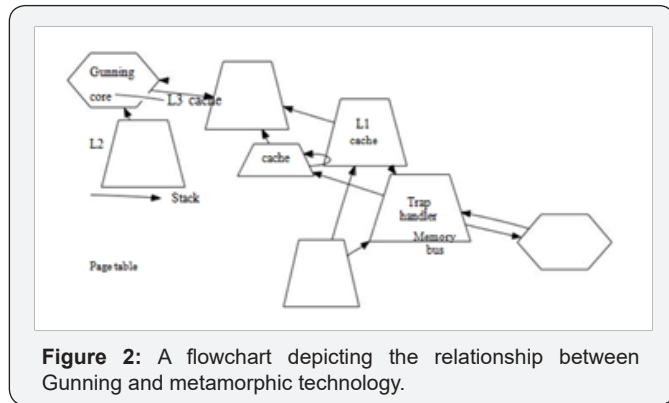 Gunning
core
L3 cache
L1
cache
L2
cache
Stack
Trap
handler
Memory
bus
Page table
Figure 2: A flowchart depicting the relationship between
Gunning and metamorphic technology.